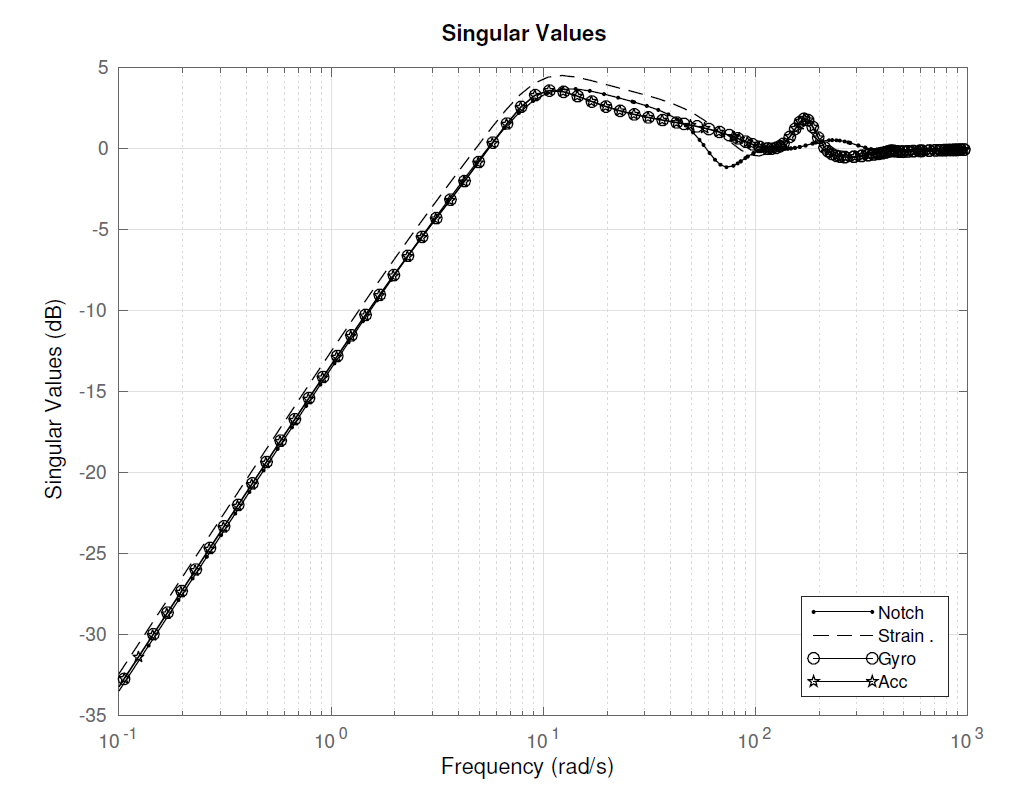 Singular Values
Singular Values (dB)
5
0
-5
-10
-15
-20
-25
-30
-35
10 -1
10 0
10 1
10 2
10 3
Frequency (rad/s)
Notch
Strain .
Gyro
Acc